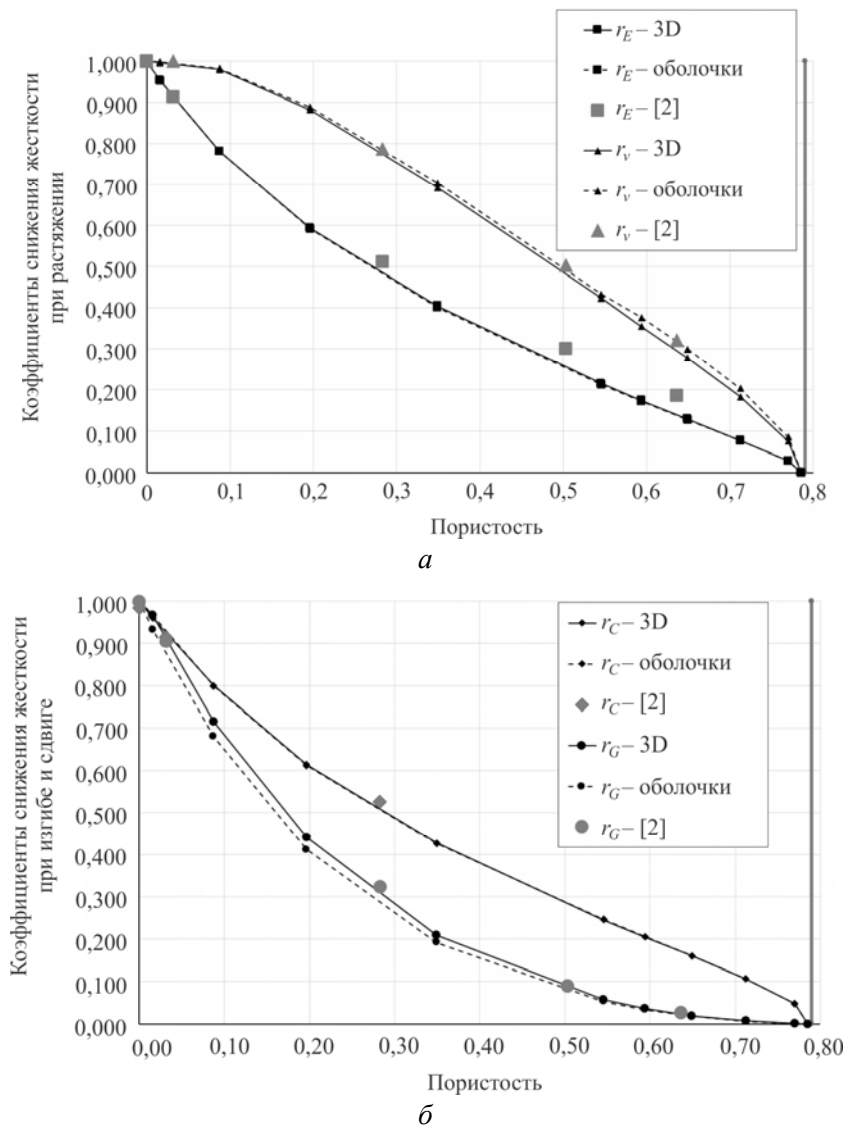 r_E – 3D
r_E – оболочки
r_E – [2]
r_ν – 3D
r_ν – оболочки
r_ν – [2]
Коэффициенты снижения жесткости
при растяжении
1,000
0,900
0,800
0,700
0,600
0,500
0,400
0,300
0,200
0,100
0,000
0 0,1 0,2 0,3 0,4 0,5 0,6 0,7 0,8
Пористость
а
r_C – 3D
r_C – оболочки
r_C – [2]
r_G – 3D
r_G – оболочки
r_G – [2]
Коэффициенты снижения жесткости
при изгибе и сдвиге
1,000
0,900
0,800
0,700
0,600
0,500
0,400
0,300
0,200
0,100
0,000
0,00 0,10 0,20 0,30 0,40 0,50 0,60 0,70 0,80
Пористость
б